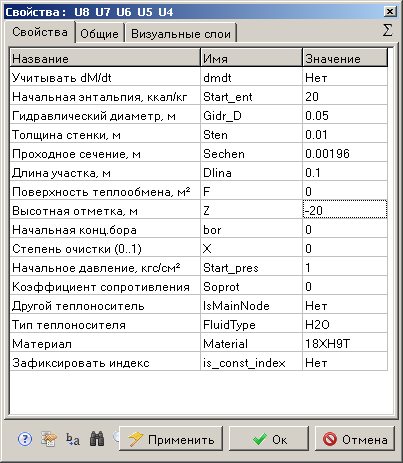 Свойства : U8 U7 U6 U5 U4
Свойства Общие Визуальные слои Σ
Название Имя Значение
Учитывать dM/dt dmdt Нет
Начальная энтальпия, ккал/кг Start_ent 20
Гидравлический диаметр, м Gidr_D 0.05
Толщина стенки, м Sten 0.01
Проходное сечение, м Sechen 0.00196
Длина участка, м Dlina 0.1
Поверхность теплообмена, м² F 0
Высотная отметка, м Z -20
Начальная конц.бора bor 0
Степень очистки (0..1) X 0
Начальное давление, кгс/см² Start_pres 1
Коэффициент сопротивления Soprot 0
Другой теплоноситель IsMainNode Нет
Тип теплоносителя FluidType H2O
Материал Material 18ХН9Т
Зафиксировать индекс is_const_index Нет
Применить Ок Отмена